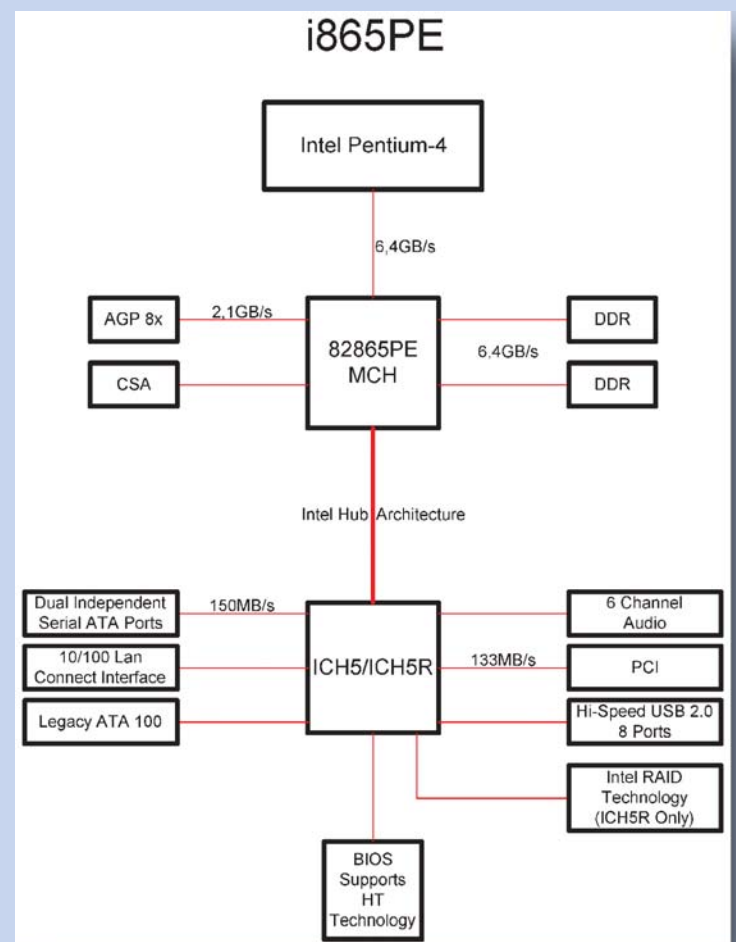 i865PE
Intel Pentium-4
6,4GB/s
AGP 8x
2,1GB/s
82865PE
MCH
DDR
6,4GB/s
CSA
DDR
Intel Hub Architecture
Dual Independent
Serial ATA Ports
150MB/s
ICH5/ICH5R
6 Channel
Audio
10/100 Lan
Connect Interface
133MB/s
PCI
Legacy ATA 100
Hi-Speed USB 2.0
8 Ports
Intel RAID
Technology
(ICH5R Only)
BIOS
Supports
HT
Technology